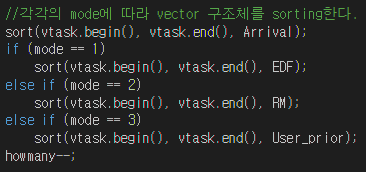 //각각의 mode에 따라 vector 구조체를 sorting한다.
sort(vtask.begin(), vtask.end(), Arrival);
if (mode == 1)
sort(vtask.begin(), vtask.end(), EDF);
else if (mode == 2)
sort(vtask.begin(), vtask.end(), RM);
else if (mode == 3)
sort(vtask.begin(), vtask.end(), User_prior);
howmany--;